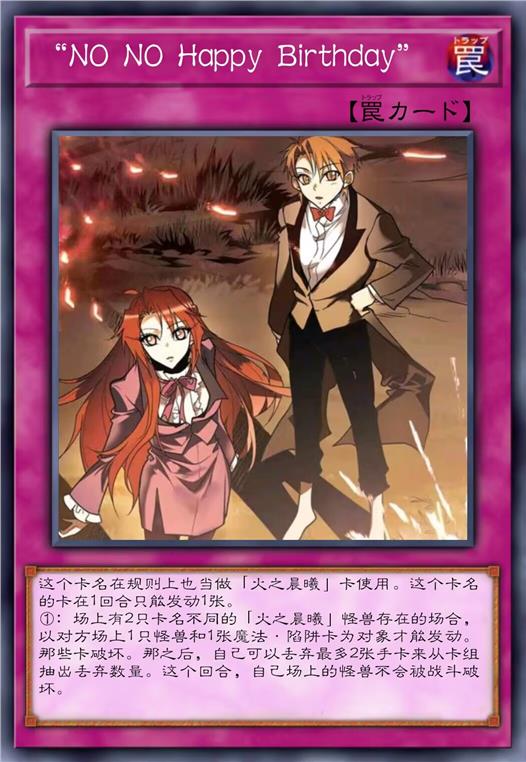 “NO NO Happy Birthday”
トラップ
罠
トラップ
【罠カード】
这个卡名在规则上也当做「火之晨曦」卡使用。这个卡名
的卡在1回合只能发动1张。
①：场上有2只卡名不同的「火之晨曦」怪兽存在的场合，
以对方场上1只怪兽和1张魔法·陷阱卡为对象才能发动。
那些卡破坏。那之后，自己可以丢弃最多2张手卡来从卡组
抽出丢弃数量。这个回合，自己场上的怪兽不会被战斗破
坏。